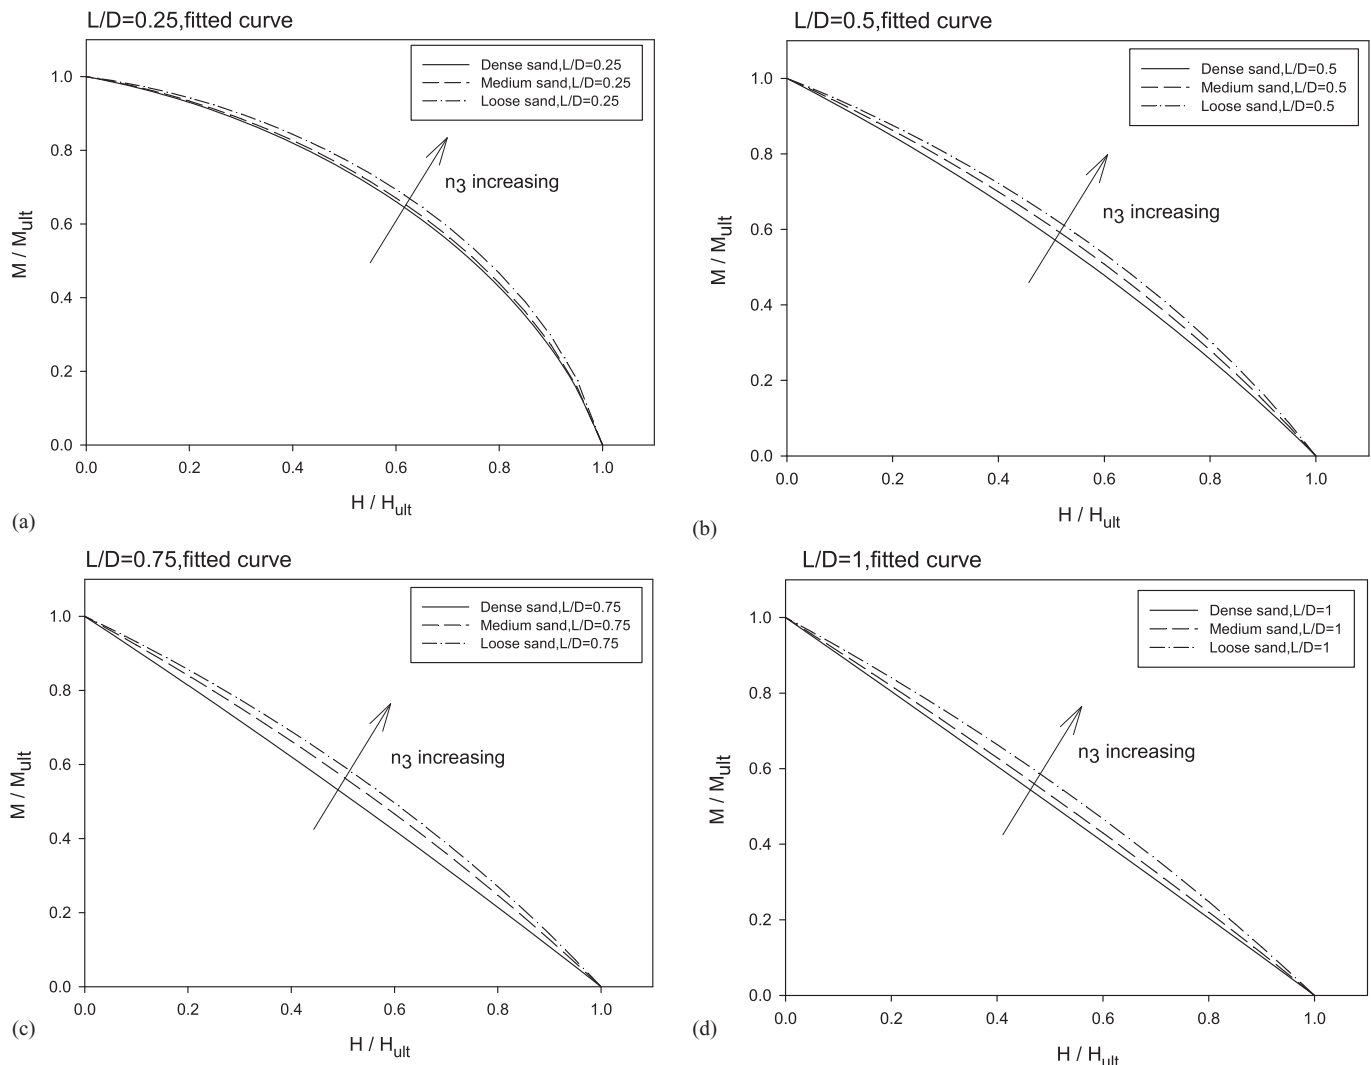 L/D=0.25,fitted curve
Dense sand,L/D=0.25
Medium sand,L/D=0.25
Loose sand,L/D=0.25
n3 increasing
M / Mult
1.0
0.8
0.6
0.4
0.2
0.0
0.0 0.2 0.4 0.6 0.8 1.0
H / Hult
(a)
L/D=0.5,fitted curve
Dense sand,L/D=0.5
Medium sand,L/D=0.5
Loose sand,L/D=0.5
n3 increasing
M / Mult
1.0
0.8
0.6
0.4
0.2
0.0
0.0 0.2 0.4 0.6 0.8 1.0
H / Hult
(b)
L/D=0.75,fitted curve
Dense sand,L/D=0.75
Medium sand,L/D=0.75
Loose sand,L/D=0.75
n3 increasing
M / Mult
1.0
0.8
0.6
0.4
0.2
0.0
0.0 0.2 0.4 0.6 0.8 1.0
H / Hult
(c)
L/D=1,fitted curve
Dense sand,L/D=1
Medium sand,L/D=1
Loose sand,L/D=1
n3 increasing
M / Mult
1.0
0.8
0.6
0.4
0.2
0.0
0.0 0.2 0.4 0.6 0.8 1.0
H / Hult
(d)